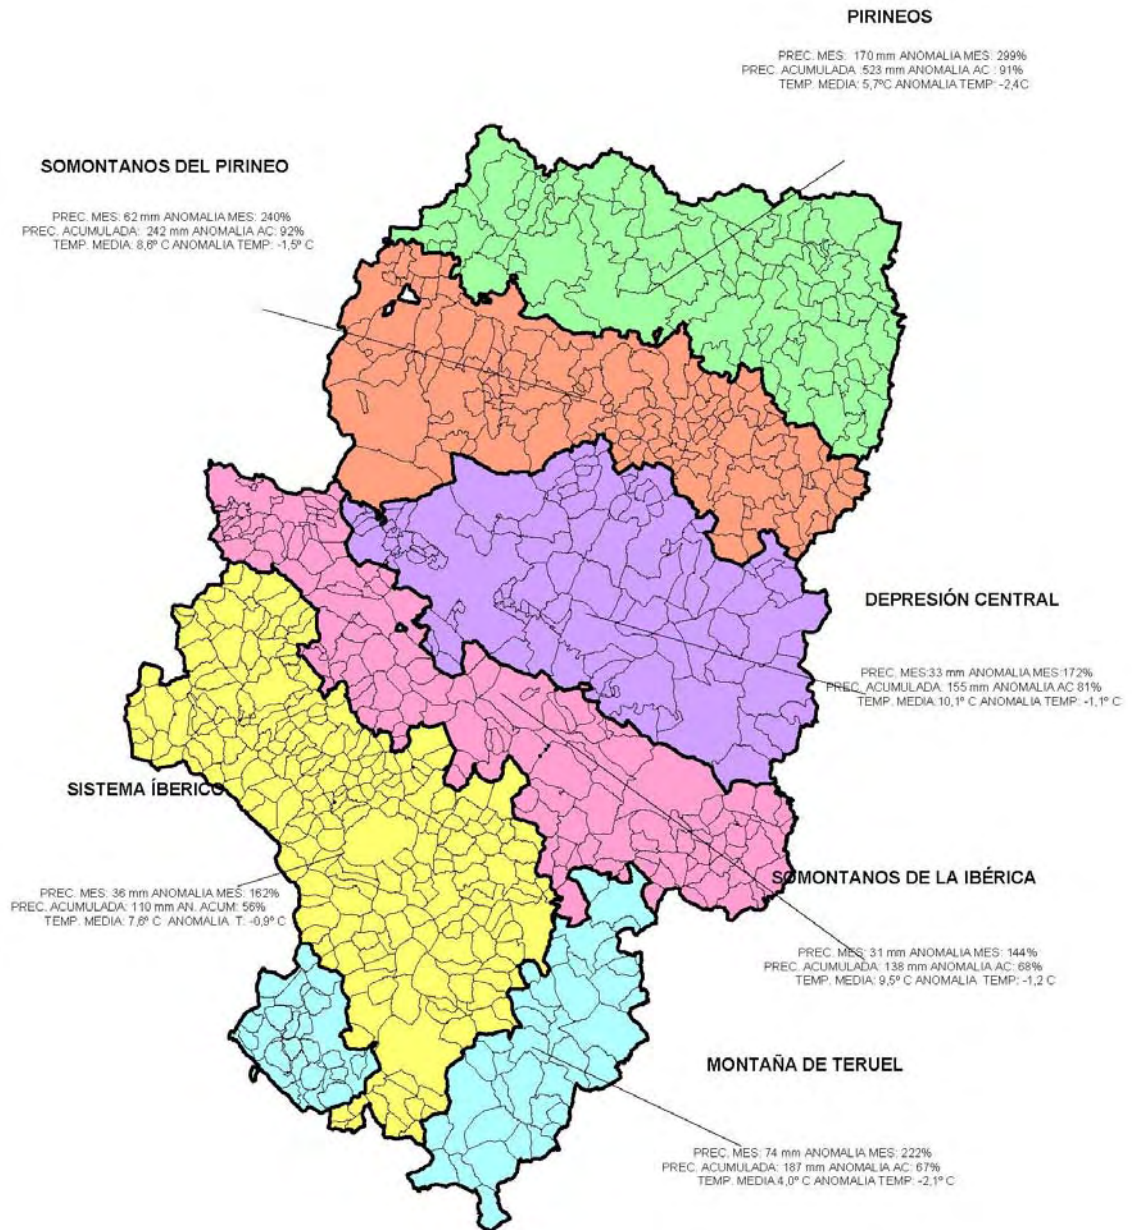 PIRINEOS
PREC. MES: 170 mm ANOMALIA MES: 299%
PREC. ACUMULADA :523 mm ANOMALIA AC : 91%
TEMP. MEDIA: 5,7ºC ANOMALIA TEMP: -2,4C
SOMONTANOS DEL PIRINEO
PREC. MES: 62 mm ANOMALIA MES: 240%
PREC. ACUMULADA: 242 mm ANOMALIA AC: 92%
TEMP. MEDIA: 8,6º C ANOMALIA TEMP: -1,5º C
DEPRESIÓN CENTRAL
PREC. MES:33 mm ANOMALIA MES:172%
PREC. ACUMULADA: 155 mm ANOMALIA AC 81%
TEMP. MEDIA:10,1º C ANOMALIA TEMP: -1,1º C
SISTEMA ÍBERICO
PREC. MES: 36 mm ANOMALIA MES: 162%
PREC. ACUMULADA: 110 mm AN. ACUM: 56%
TEMP. MEDIA: 7,6º C ANOMALIA T: -0,9º C
SOMONTANOS DE LA IBÉRICA
PREC. MES: 31 mm ANOMALIA MES: 144%
PREC. ACUMULADA: 138 mm ANOMALIA AC: 68%
TEMP. MEDIA: 9,5º C ANOMALIA TEMP: -1,2 C
MONTAÑA DE TERUEL
PREC. MES: 74 mm ANOMALIA MES: 222%
PREC. ACUMULADA: 187 mm ANOMALIA AC: 67%
TEMP. MEDIA:4,0º C ANOMALIA TEMP: -2,1º C